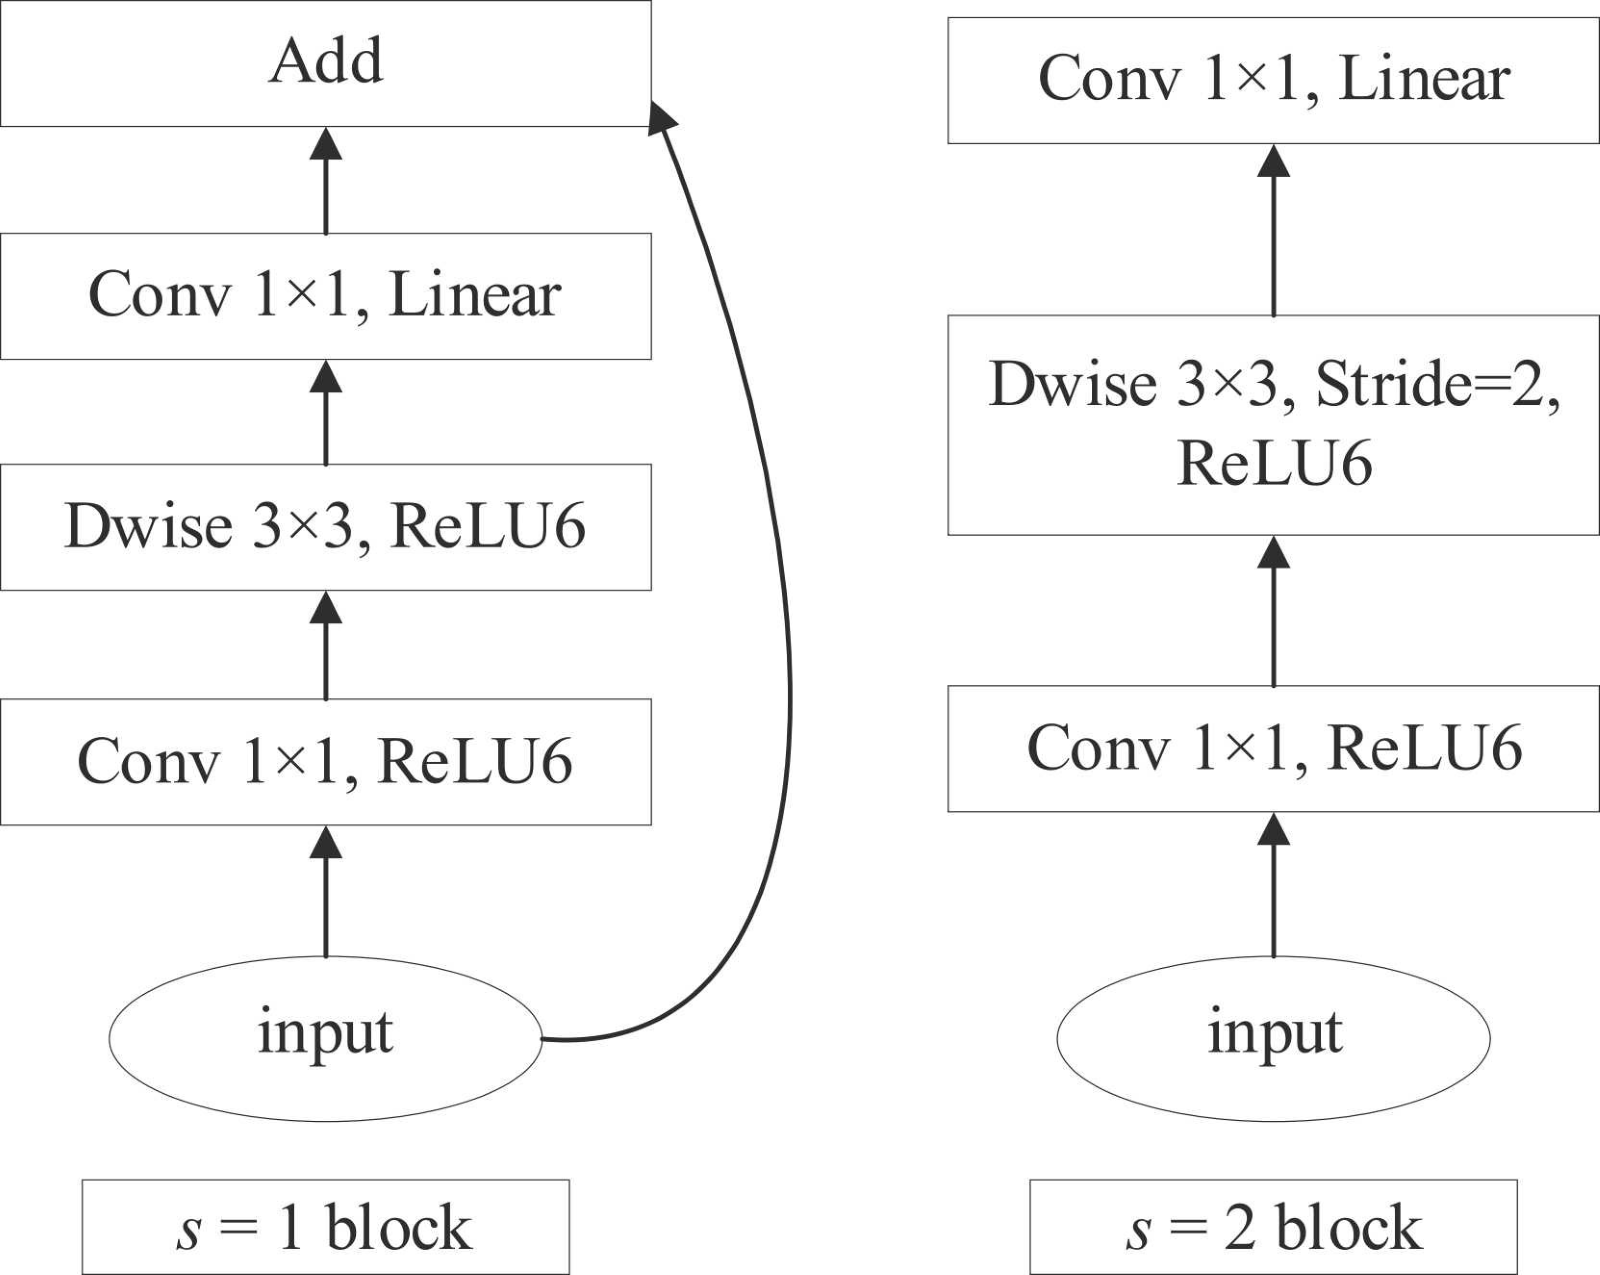 Add
Conv 1×1, Linear
Dwise 3×3, ReLU6
Conv 1×1, ReLU6
input
s = 1 block
Conv 1×1, Linear
Dwise 3×3, Stride=2,
ReLU6
Conv 1×1, ReLU6
input
s = 2 block